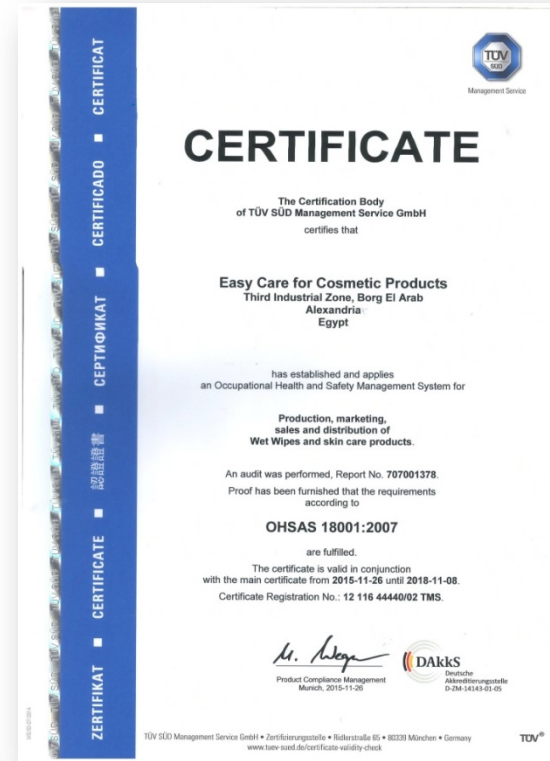 TÜV
SÜD
Management Service
CERTIFICATE
The Certification Body
of TÜV SÜD Management Service GmbH
certifies that
Easy Care for Cosmetic Products
Third Industrial Zone, Borg El Arab
Alexandria
Egypt
has established and applies
an Occupational Health and Safety Management System for
Production, marketing,
sales and distribution of
Wet Wipes and skin care products.
An audit was performed, Report No. 707001378.
Proof has been furnished that the requirements
according to
OHSAS 18001:2007
are fulfilled.
The certificate is valid in conjunction
with the main certificate from 2015-11-26 until 2018-11-08.
Certificate Registration No.: 12 116 44440/02 TMS.
Product Compliance Management
Munich, 2015-11-26
DAkkS
Deutsche
Akkreditierungsstelle
D-ZM-14143-01-05
TÜV SÜD Management Service GmbH • Zertifizierungsstelle • Ridlerstraße 65 • 80339 München • Germany
www.tuev-sued.de/certificate-validity-check
TÜV®
ZERTIFIKAT ■ CERTIFICATE ■ 認證證書 ■ СЕРТИФИКАТ ■ CERTIFICADO ■ CERTIFICAT